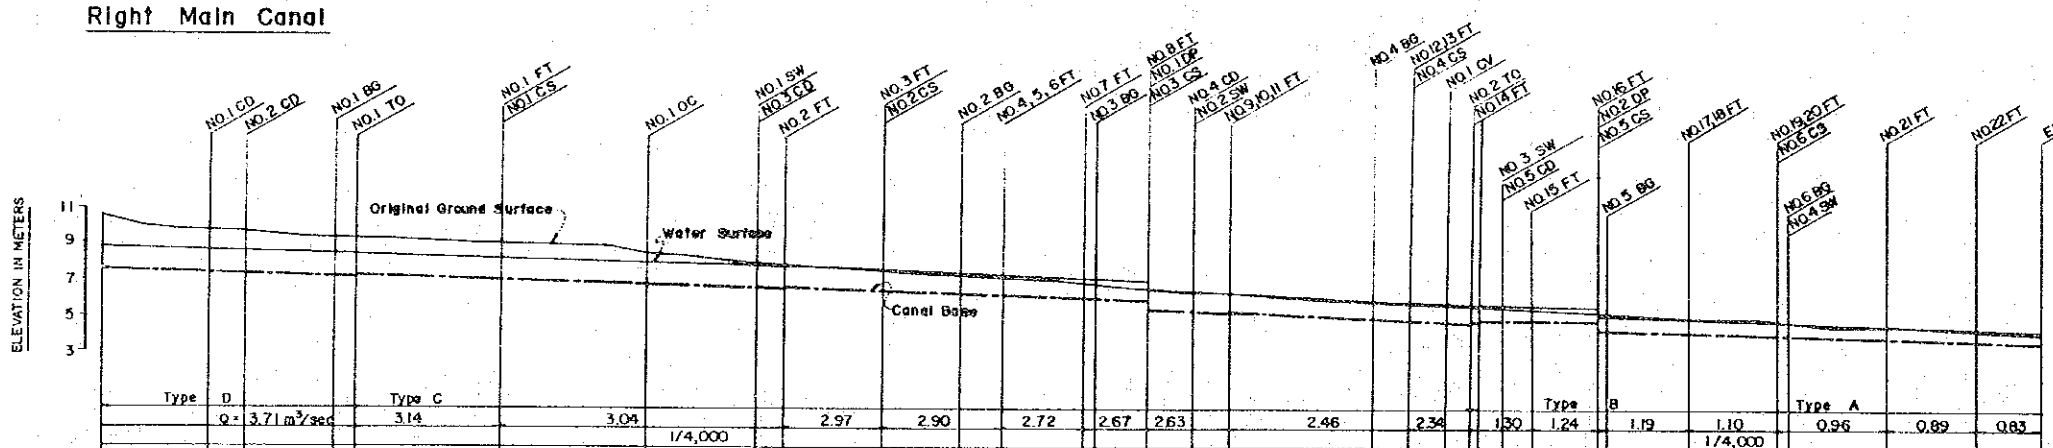 Right Main Canal
NO.1 CD
NO.2 CD
NO.1 BG
NO.1 TO
NO.1 FT
NO.1 CS
NO.1 OC
NO.1 SW
NO.3 CD
NO.2 FT
NO.3 FT
NO.2 CS
NO.2 BG
NO.4, 5, 6 FT
NO.7 FT
NO.3 BG
NO.8 FT
NO.1 DP
NO.3 CS
NO.4 CD
NO.2 SW
NO.9,10,11 FT
NO.4 BG
NO.12,13 FT
NO.4 CS
NO.1 CV
NO.2 TO
NO.14 FT
NO.3 SW
NO.5 CD
NO.15 FT
NO.16 FT
NO.2 DP
NO.5 CS
NO.5 BG
NO.17,18 FT
NO.19,20 FT
NO.6 CS
NO.6 BG
NO.4 SW
NO.21 FT
NO.22 FT
ELEVATION IN METERS
11
9
7
5
3
Original Ground Surface
Water Surface
Canal Base
Type D Type C Type B Type A
Q = 3.71 m³/sec 3.14 3.04 2.97 2.90 2.72 2.67 2.63 2.46 2.34 1.30 1.24 1.19 1.10 0.96 0.89 0.83
1/4,000 1/4,000